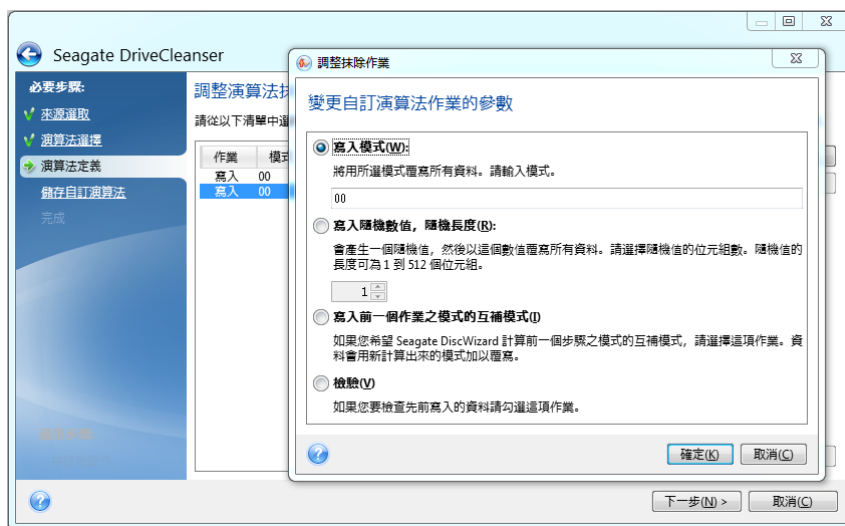 Seagate DriveCleanser
必要步驟:
來源選取
演算法選擇
演算法定義
儲存自訂演算法
完成
調整演算法抹
請從以下清單中選
作業 模式
寫入 00
寫入 00
調整抹除作業
變更自訂演算法作業的參數
寫入模式(W):
將用所選模式覆寫所有資料。請輸入模式。
00
寫入隨機數值，隨機長度(R):
會產生一個隨機值，然後以這個數值覆寫所有資料。請選擇隨機值的位元組數。隨機值的
長度可為 1 到 512 個位元組。
1
寫入前一個作業之模式的互補模式(I)
如果您希望 Seagate DiscWizard 計算前一個步驟之模式的互補模式，請選擇這項作業。資
料會用新計算出來的模式加以覆寫。
檢驗(V)
如果您要檢查先前寫入的資料請勾選這項作業。
確定(K) 取消(C)
下一步(N) > 取消(C)